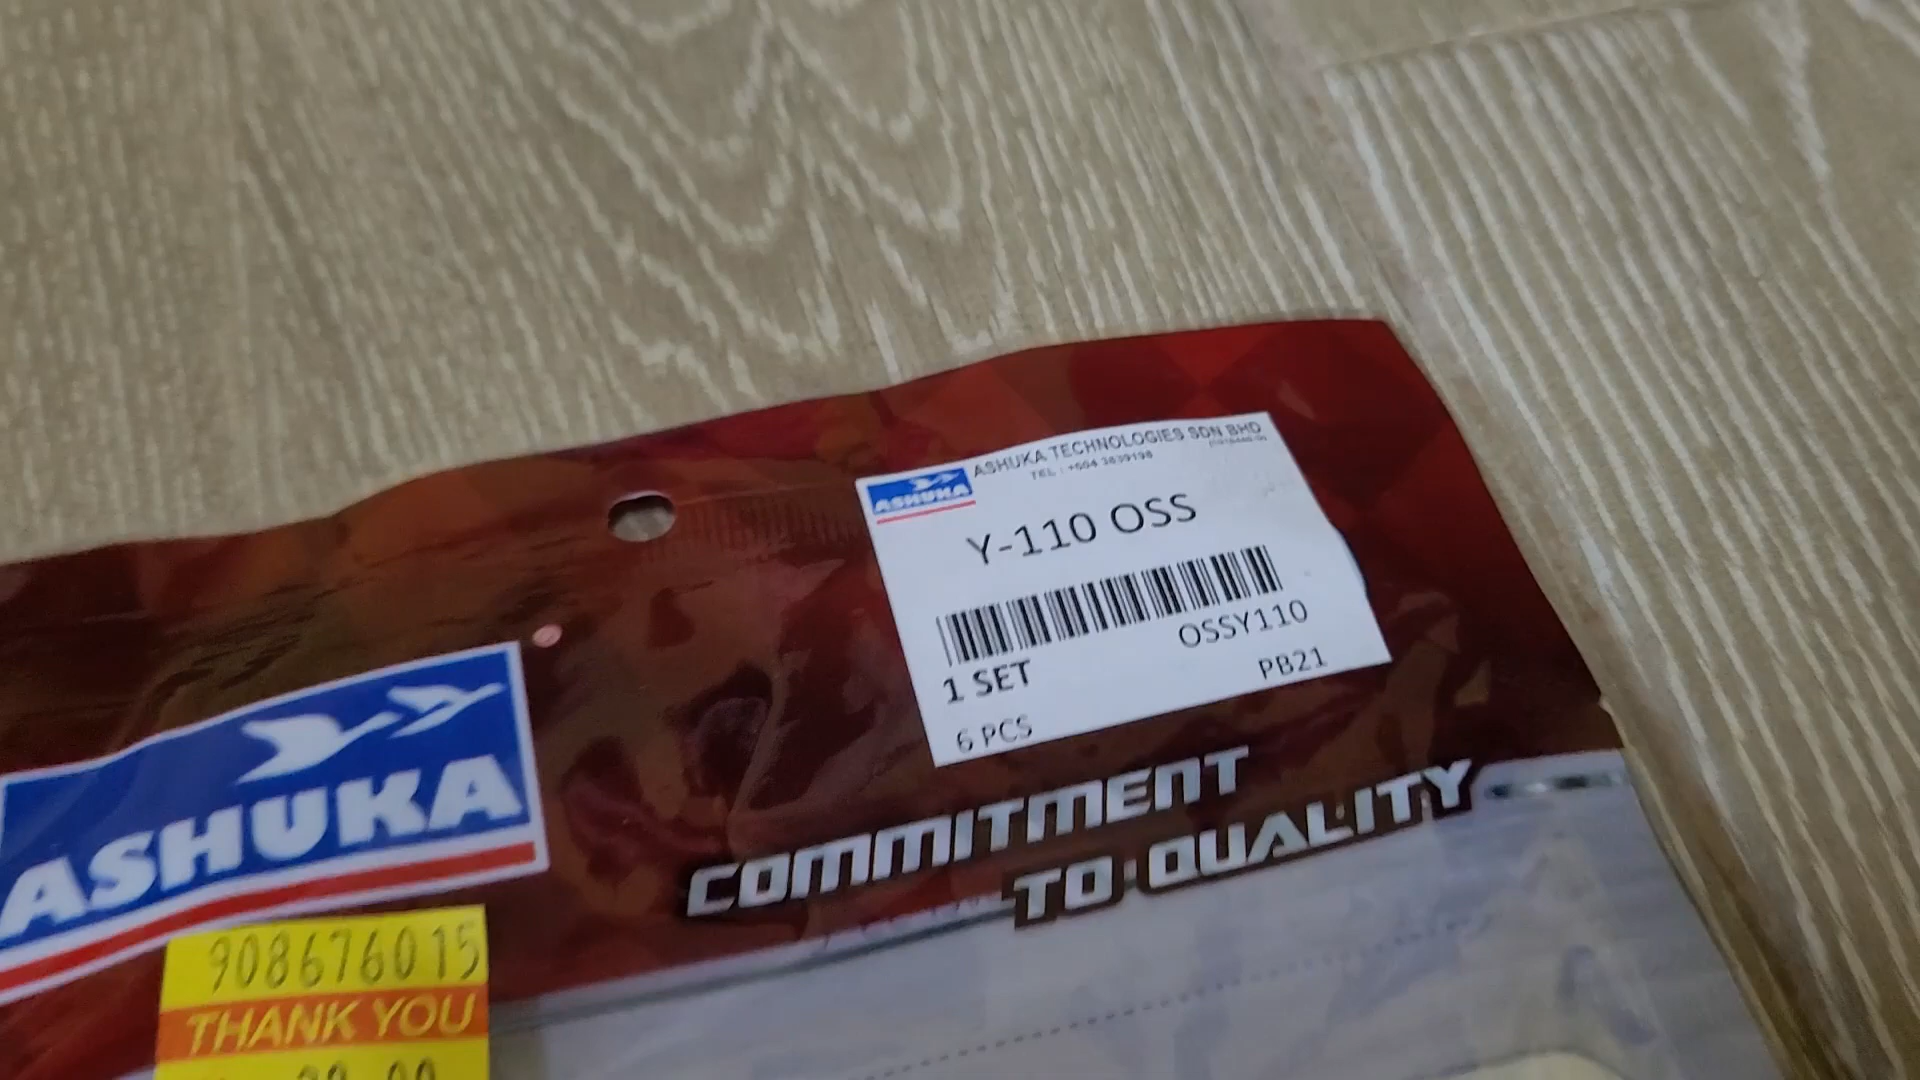 ASHUKA TECHNOLOGIES SDN BHD
TEL : +604 3839198
ASHUKA
Y-110 OSS
OSSY110
1 SET
PB21
6 PCS
COMMITMENT
TO QUALITY
ASHUKA
908676015
THANK YOU